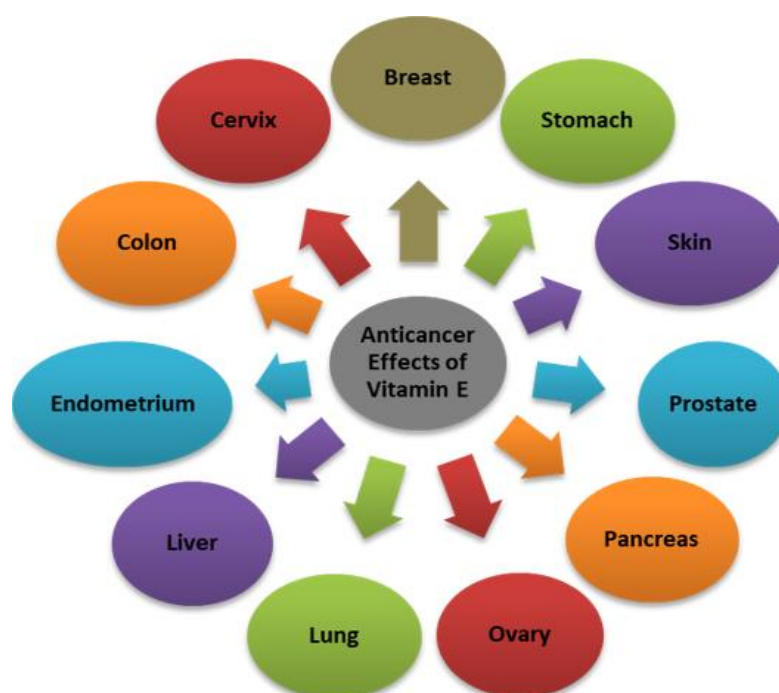 Breast
Stomach
Skin
Prostate
Pancreas
Ovary
Lung
Liver
Endometrium
Colon
Cervix
Anticancer
Effects of
Vitamin E